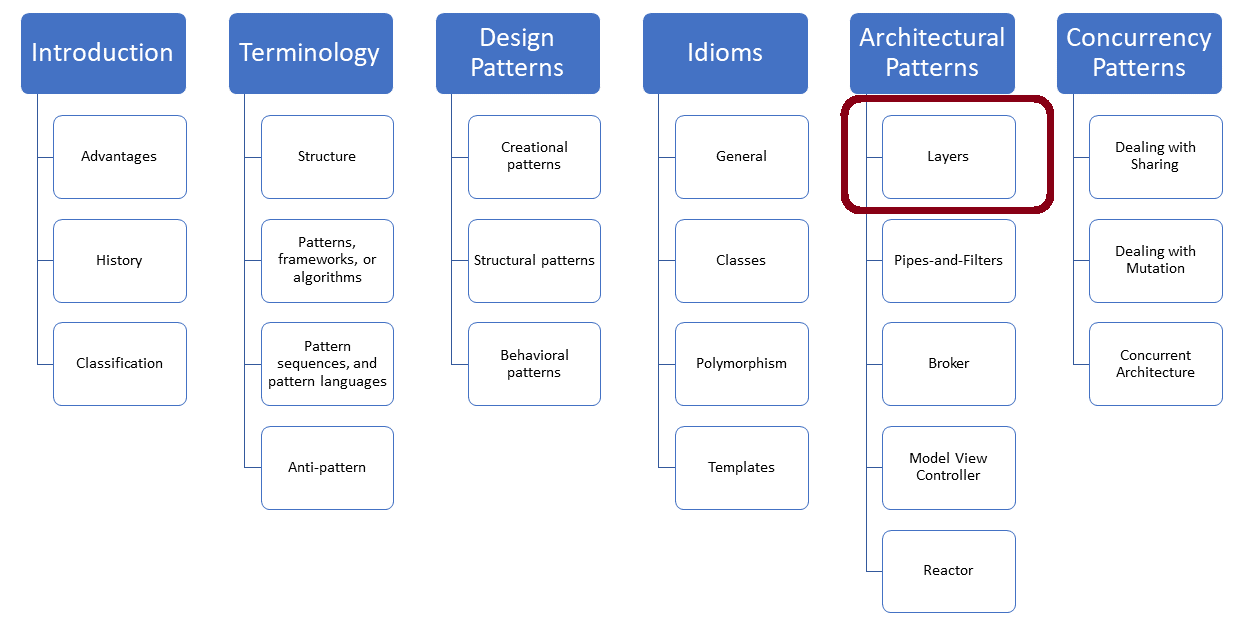 Introduction
Advantages
History
Classification
Terminology
Structure
Patterns,
frameworks, or
algorithms
Pattern
sequences, and
pattern languages
Anti-pattern
Design
Patterns
Creational
patterns
Structural patterns
Behavioral
patterns
Idioms
General
Classes
Polymorphism
Templates
Architectural
Patterns
Layers
Pipes-and-Filters
Broker
Model View
Controller
Reactor
Concurrency
Patterns
Dealing with
Sharing
Dealing with
Mutation
Concurrent
Architecture